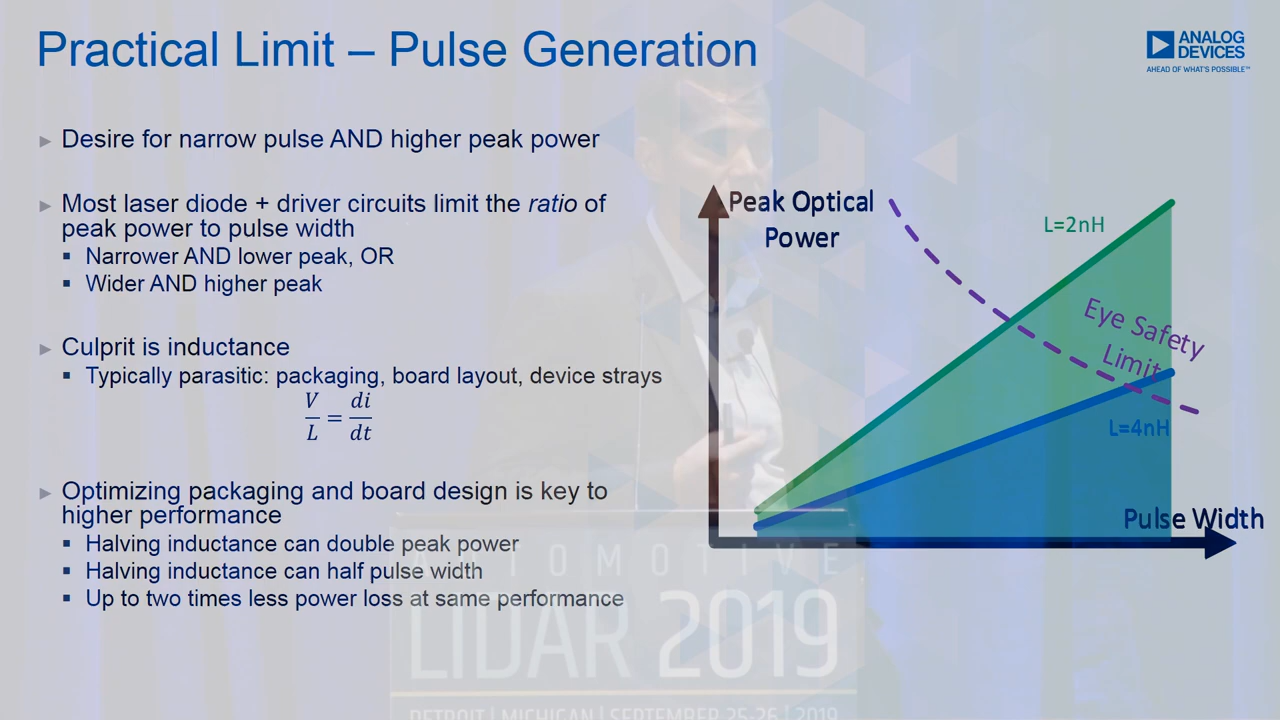 Practical Limit – Pulse Generation
ANALOG
DEVICES
AHEAD OF WHAT'S POSSIBLE™
Desire for narrow pulse AND higher peak power
Most laser diode + driver circuits limit the ratio of
peak power to pulse width
Narrower AND lower peak, OR
Wider AND higher peak
Culprit is inductance
Typically parasitic: packaging, board layout, device strays
V/L = di/dt
Optimizing packaging and board design is key to
higher performance
Halving inductance can double peak power
Halving inductance can half pulse width
Up to two times less power loss at same performance
Peak Optical
Power
L=2nH
Eye Safety
Limit
L=4nH
Pulse Width
AUTOMOTIVE
LIDAR 2019
DETROIT | MICHIGAN | SEPTEMBER 25-26 | 2019